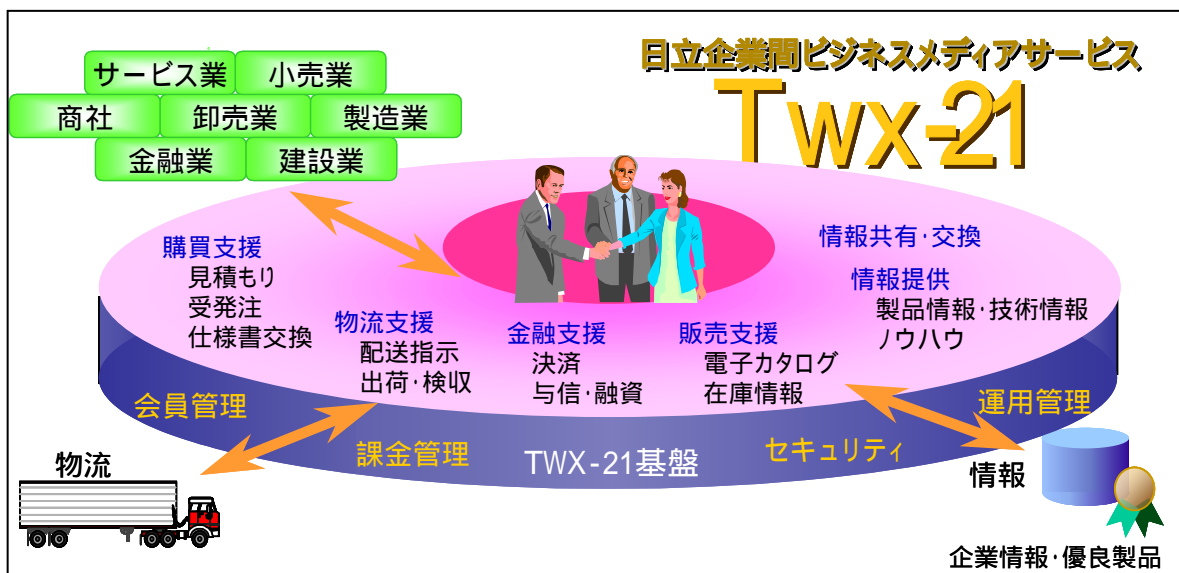 日立企業間ビジネスメディアサービス
Twx-21
サービス業 小売業
商社 卸売業 製造業
金融業 建設業
購買支援
見積もり
受発注
仕様書交換
物流支援
配送指示
出荷・検収
金融支援
決済
与信・融資
販売支援
電子カタログ
在庫情報
情報共有・交換
情報提供
製品情報・技術情報
ノウハウ
会員管理
課金管理
TWX-21基盤
セキュリティ
運用管理
物流
情報
企業情報・優良製品